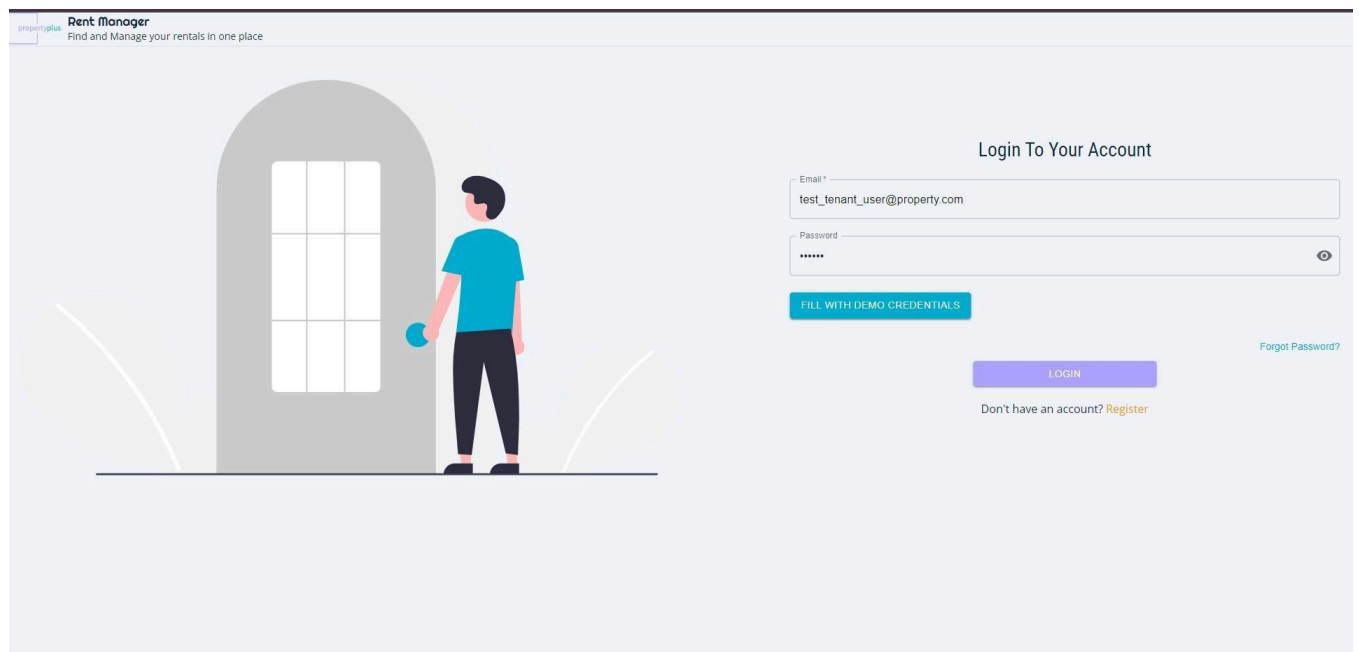 propertyplus
Rent Manager
Find and Manage your rentals in one place
Login To Your Account
Email *
test_tenant_user@property.com
Password
••••••
FILL WITH DEMO CREDENTIALS
Forgot Password?
LOGIN
Don't have an account? Register